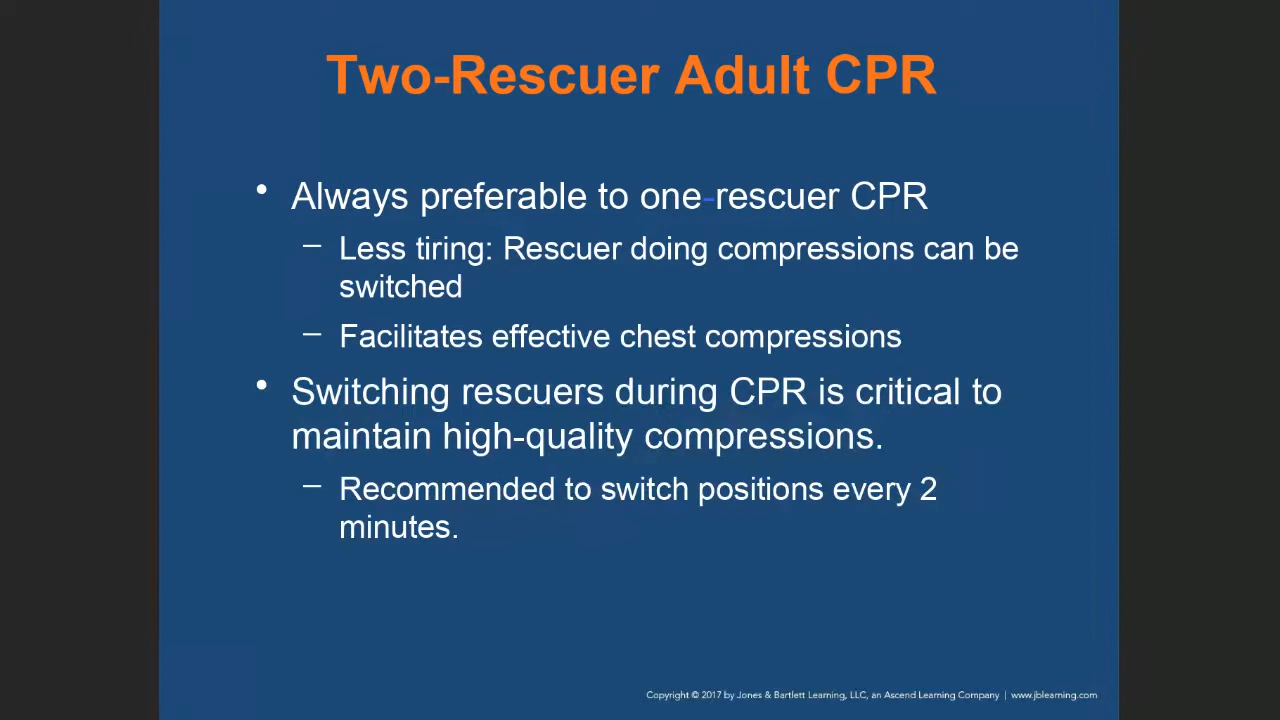 Two-Rescuer Adult CPR
• Always preferable to one-rescuer CPR
– Less tiring: Rescuer doing compressions can be
switched
– Facilitates effective chest compressions
• Switching rescuers during CPR is critical to
maintain high-quality compressions.
– Recommended to switch positions every 2
minutes.
Copyright © 2017 by Jones & Bartlett Learning, LLC, an Ascend Learning Company | www.jblearning.com